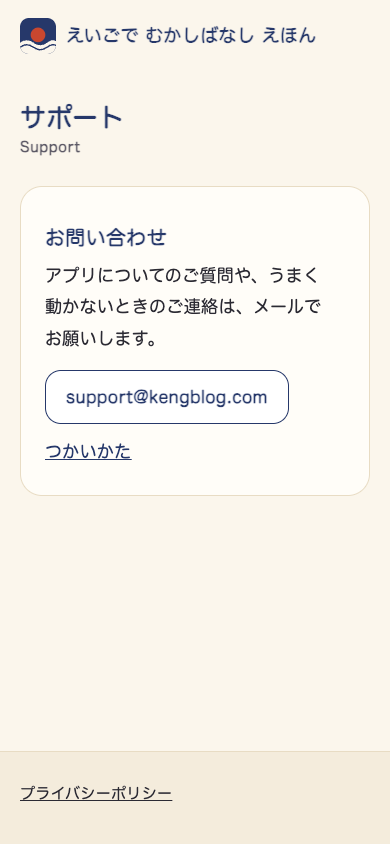 えいごで むかしばなし えほん
サポート
Support
お問い合わせ
アプリについてのご質問や、うまく
動かないときのご連絡は、メールで
お願いします。
support@kengblog.com
つかいかた
プライバシーポリシー